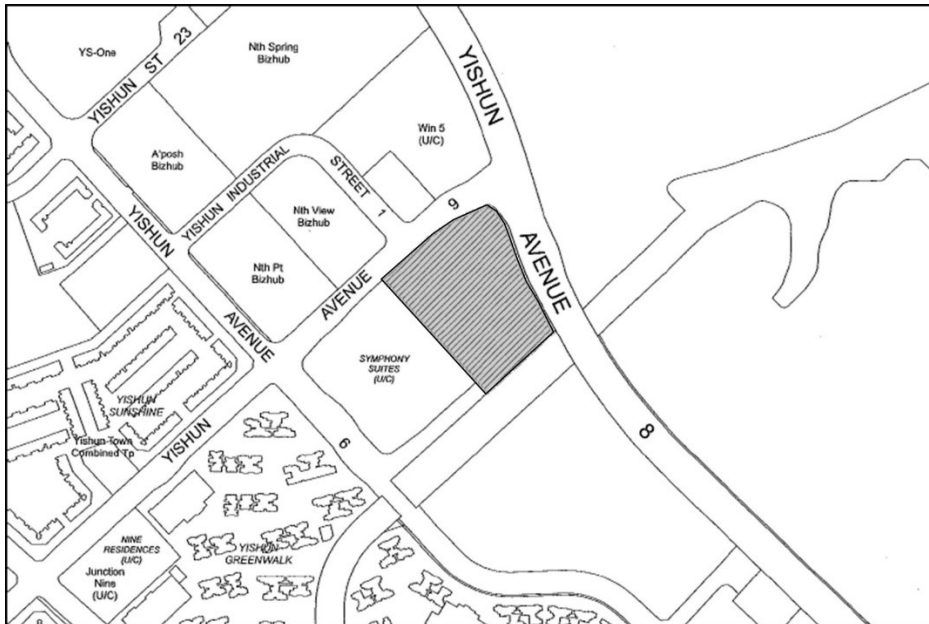 YS-One
YISHUN ST 23
Nth Spring
Bizhub
YISHUN
Win 5
(U/C)
A'posh
Bizhub
YISHUN INDUSTRIAL
STREET 1
Nth View
Bizhub
9
YISHUN
AVENUE
Nth Pt
Bizhub
AVENUE
AVENUE
SYMPHONY
SUITES
(U/C)
YISHUN
SUNSHINE
YISHUN
Yishun Town
Combined Tp
6
8
NINE
RESIDENCES
(U/C)
Junction
Nine
(U/C)
YISHUN
GREENWALK